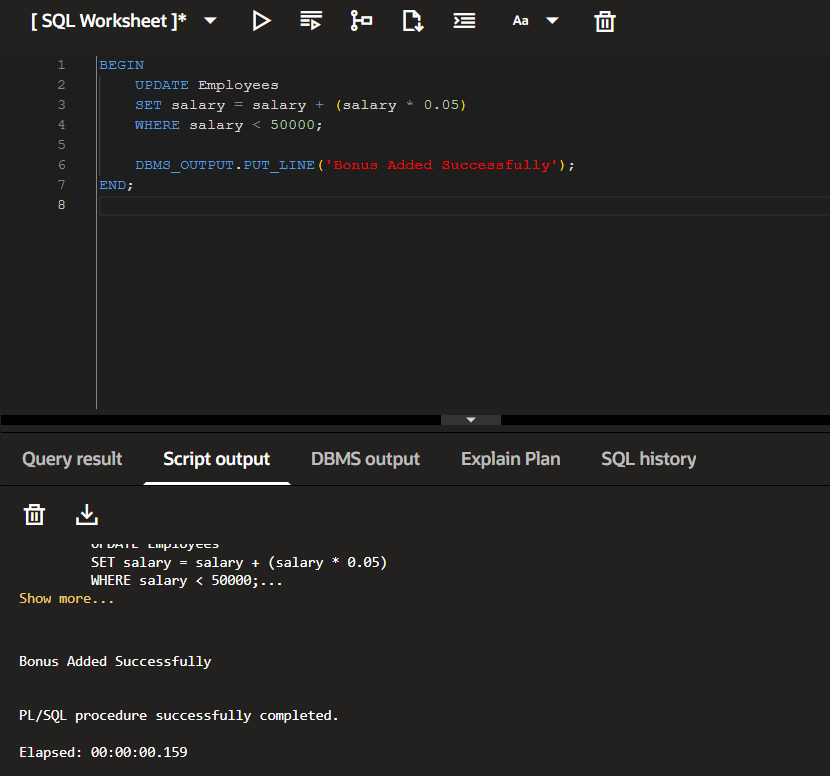 [ SQL Worksheet ]*
Aa
1 BEGIN
2     UPDATE Employees
3     SET salary = salary + (salary * 0.05)
4     WHERE salary < 50000;
5
6     DBMS_OUTPUT.PUT_LINE('Bonus Added Successfully');
7 END;
8
Query result Script output DBMS output Explain Plan SQL history
UPDATE Employees
SET salary = salary + (salary * 0.05)
WHERE salary < 50000;...
Show more...
Bonus Added Successfully
PL/SQL procedure successfully completed.
Elapsed: 00:00:00.159